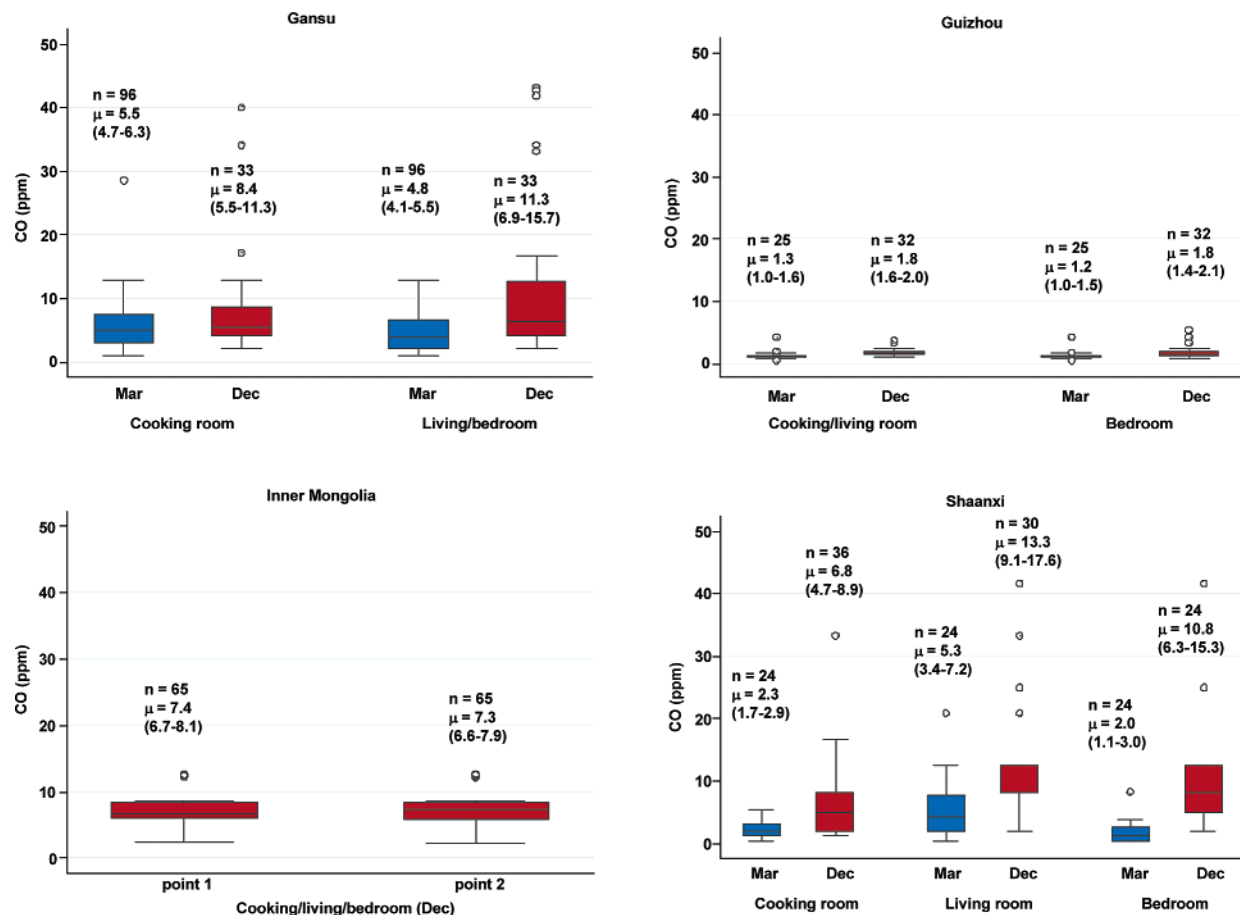 Gansu
50
40
30
20
10
0
CO (ppm)
n = 96
μ = 5.5
(4.7-6.3)
n = 33
μ = 8.4
(5.5-11.3)
n = 96
μ = 4.8
(4.1-5.5)
n = 33
μ = 11.3
(6.9-15.7)
Mar
Dec
Mar
Dec
Cooking room
Living/bedroom
Guizhou
50
40
30
20
10
0
CO (ppm)
n = 25
μ = 1.3
(1.0-1.6)
n = 32
μ = 1.8
(1.6-2.0)
n = 25
μ = 1.2
(1.0-1.5)
n = 32
μ = 1.8
(1.4-2.1)
Mar
Dec
Mar
Dec
Cooking/living room
Bedroom
Inner Mongolia
50
40
30
20
10
0
CO (ppm)
n = 65
μ = 7.4
(6.7-8.1)
n = 65
μ = 7.3
(6.6-7.9)
point 1
point 2
Cooking/living/bedroom (Dec)
Shaanxi
50
40
30
20
10
0
CO (ppm)
n = 24
μ = 2.3
(1.7-2.9)
n = 36
μ = 6.8
(4.7-8.9)
n = 24
μ = 5.3
(3.4-7.2)
n = 30
μ = 13.3
(9.1-17.6)
n = 24
μ = 2.0
(1.1-3.0)
n = 24
μ = 10.8
(6.3-15.3)
Mar
Dec
Mar
Dec
Mar
Dec
Cooking room
Living room
Bedroom